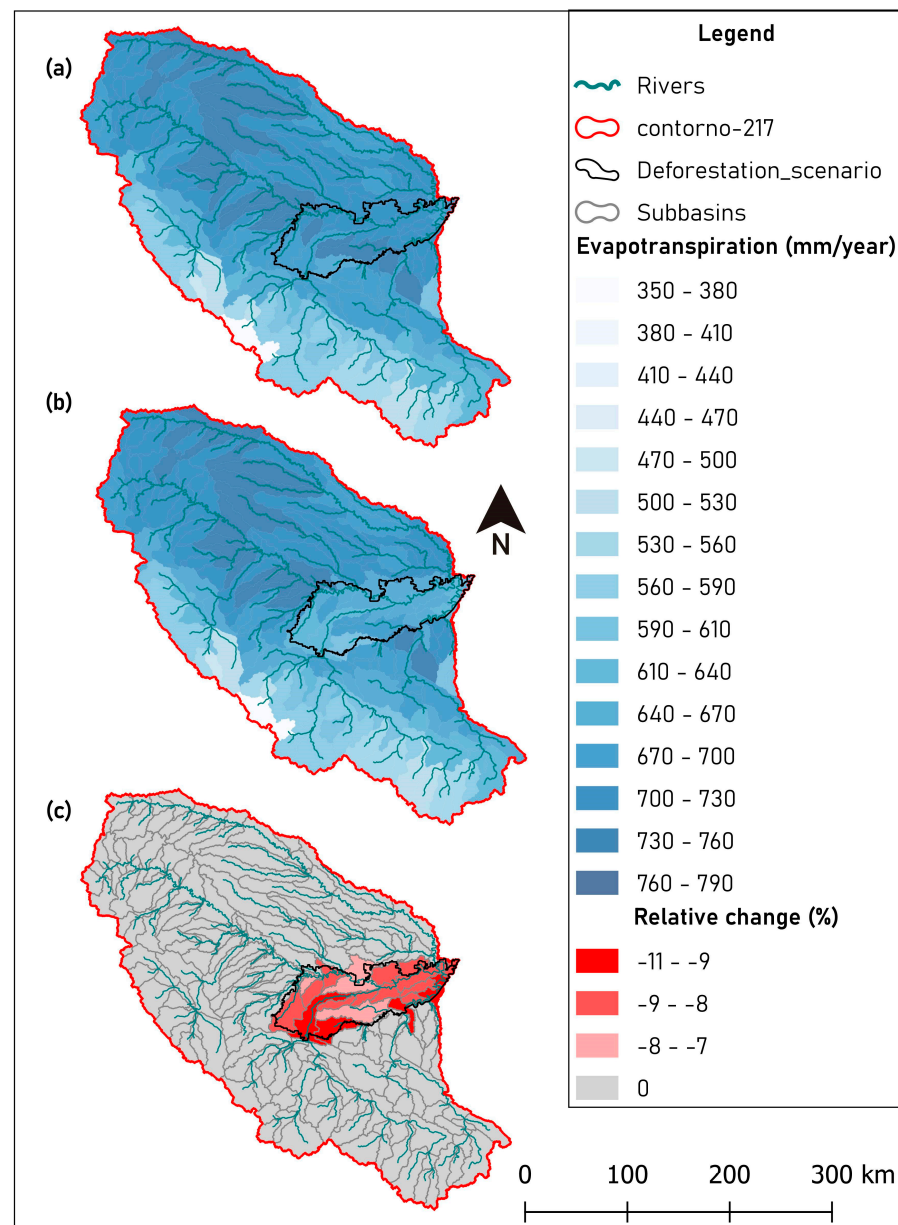 (a)
(b)
N
(c)
Legend
Rivers
contorno-217
Deforestation_scenario
Subbasins
Evapotranspiration (mm/year)
350 - 380
380 - 410
410 - 440
440 - 470
470 - 500
500 - 530
530 - 560
560 - 590
590 - 610
610 - 640
640 - 670
670 - 700
700 - 730
730 - 760
760 - 790
Relative change (%)
-11 - -9
-9 - -8
-8 - -7
0
0 100 200 300 km